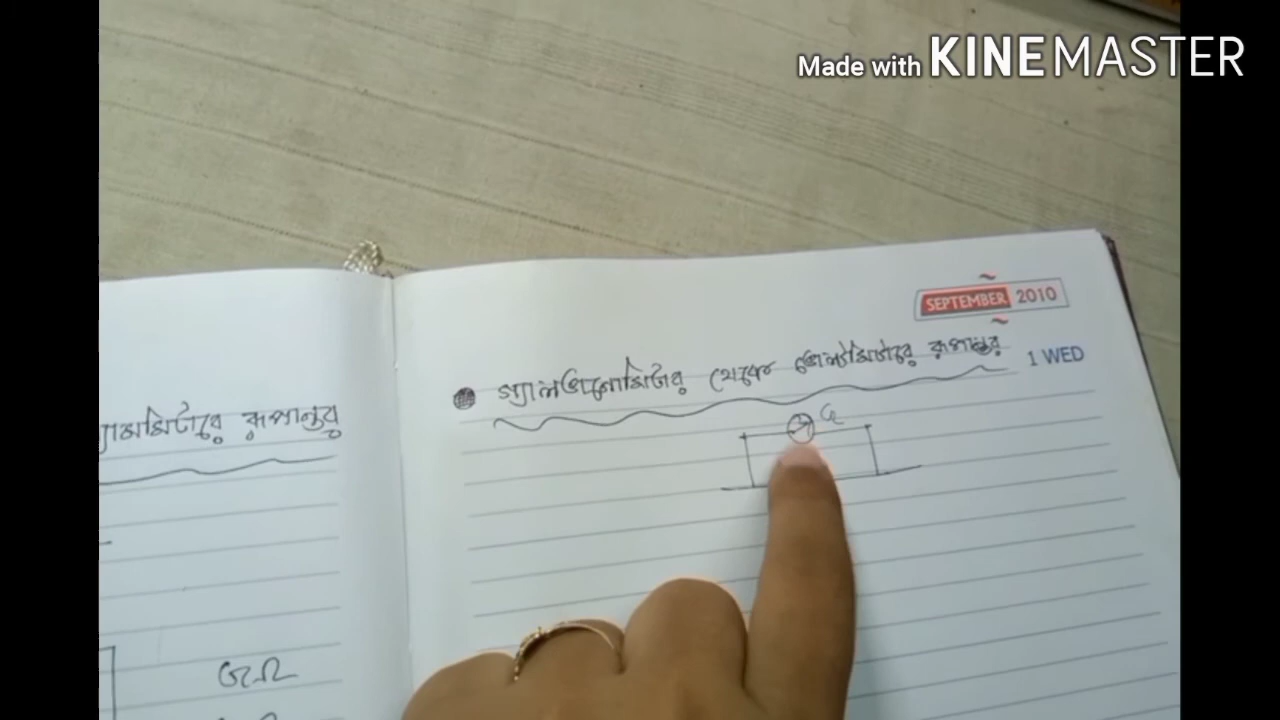 Made with KINEMASTER
SEPTEMBER 2010
1 WED
গ্যালভানোমিটার থেকে ভোল্টমিটারে রূপান্তর
G
্যামমিটারে রূপান্তর